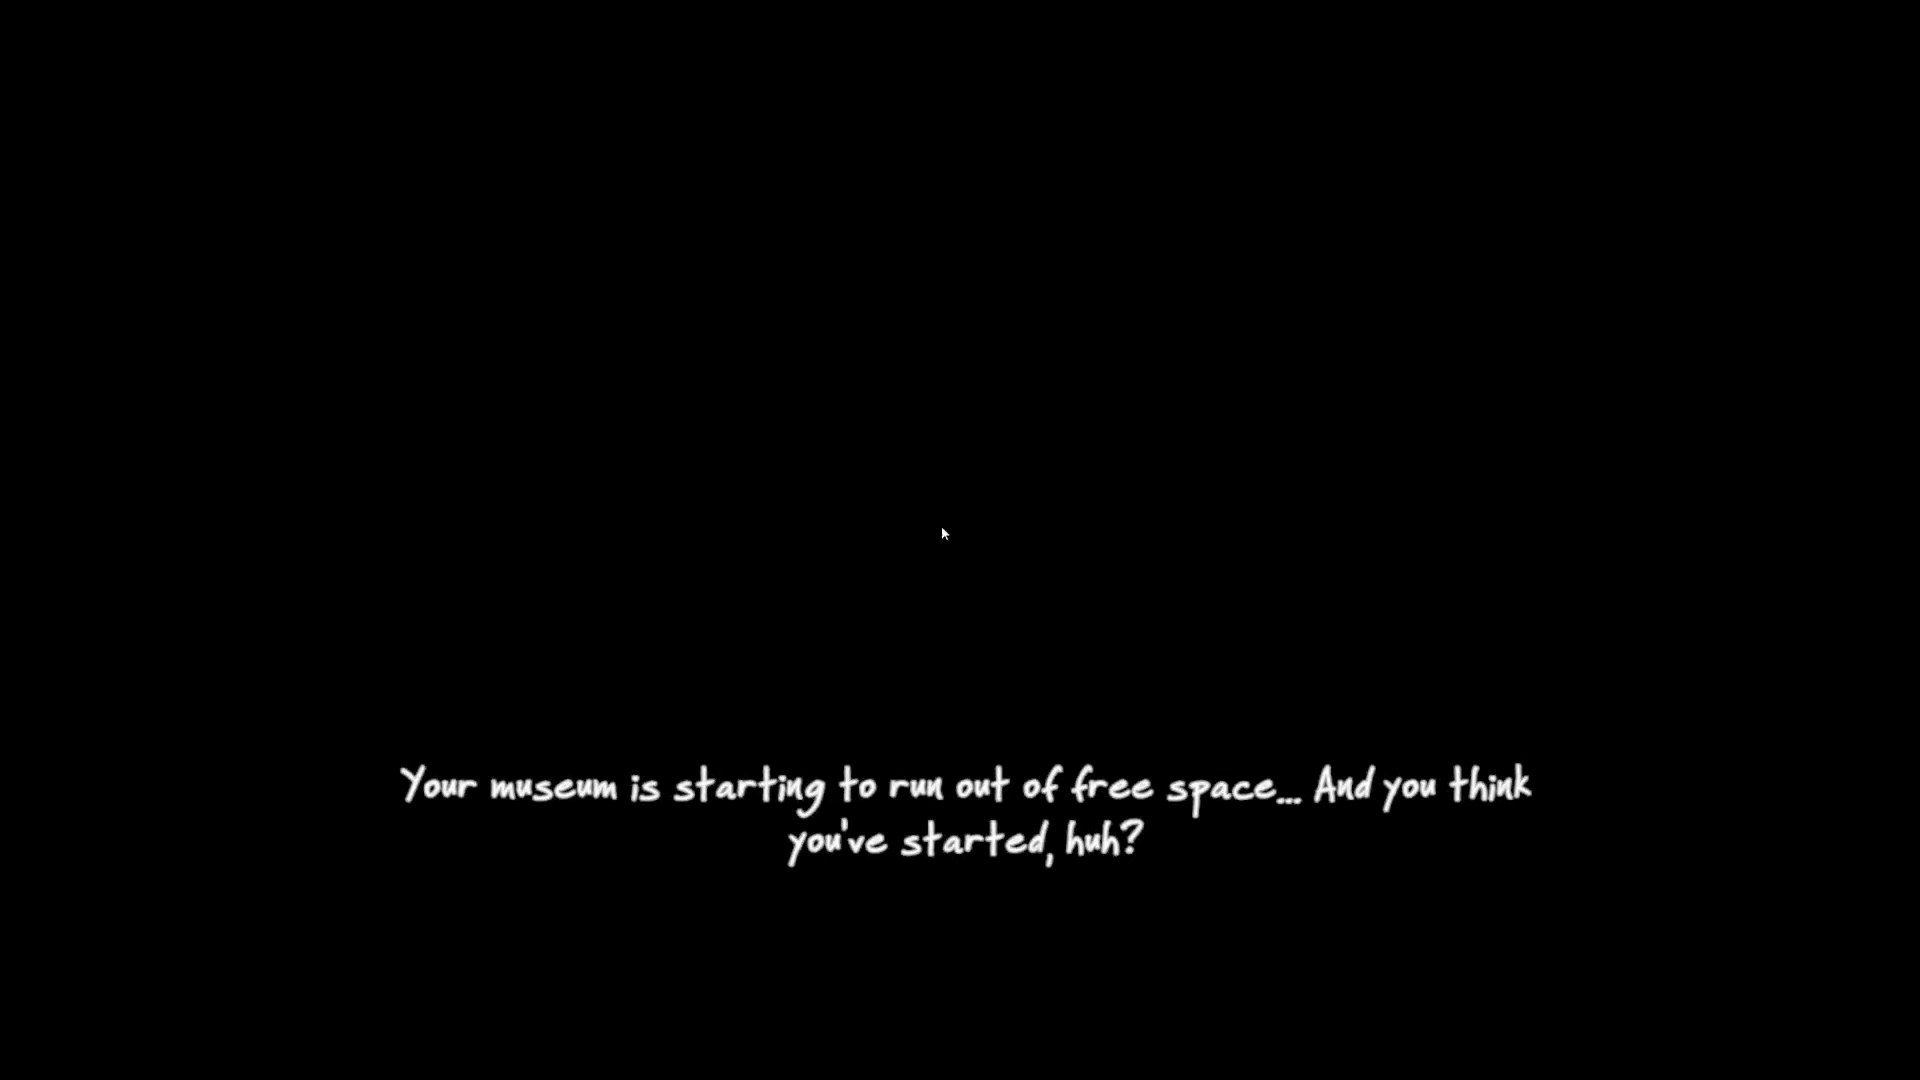 Your museum is starting to run out of free space... And you think
you've started, huh?